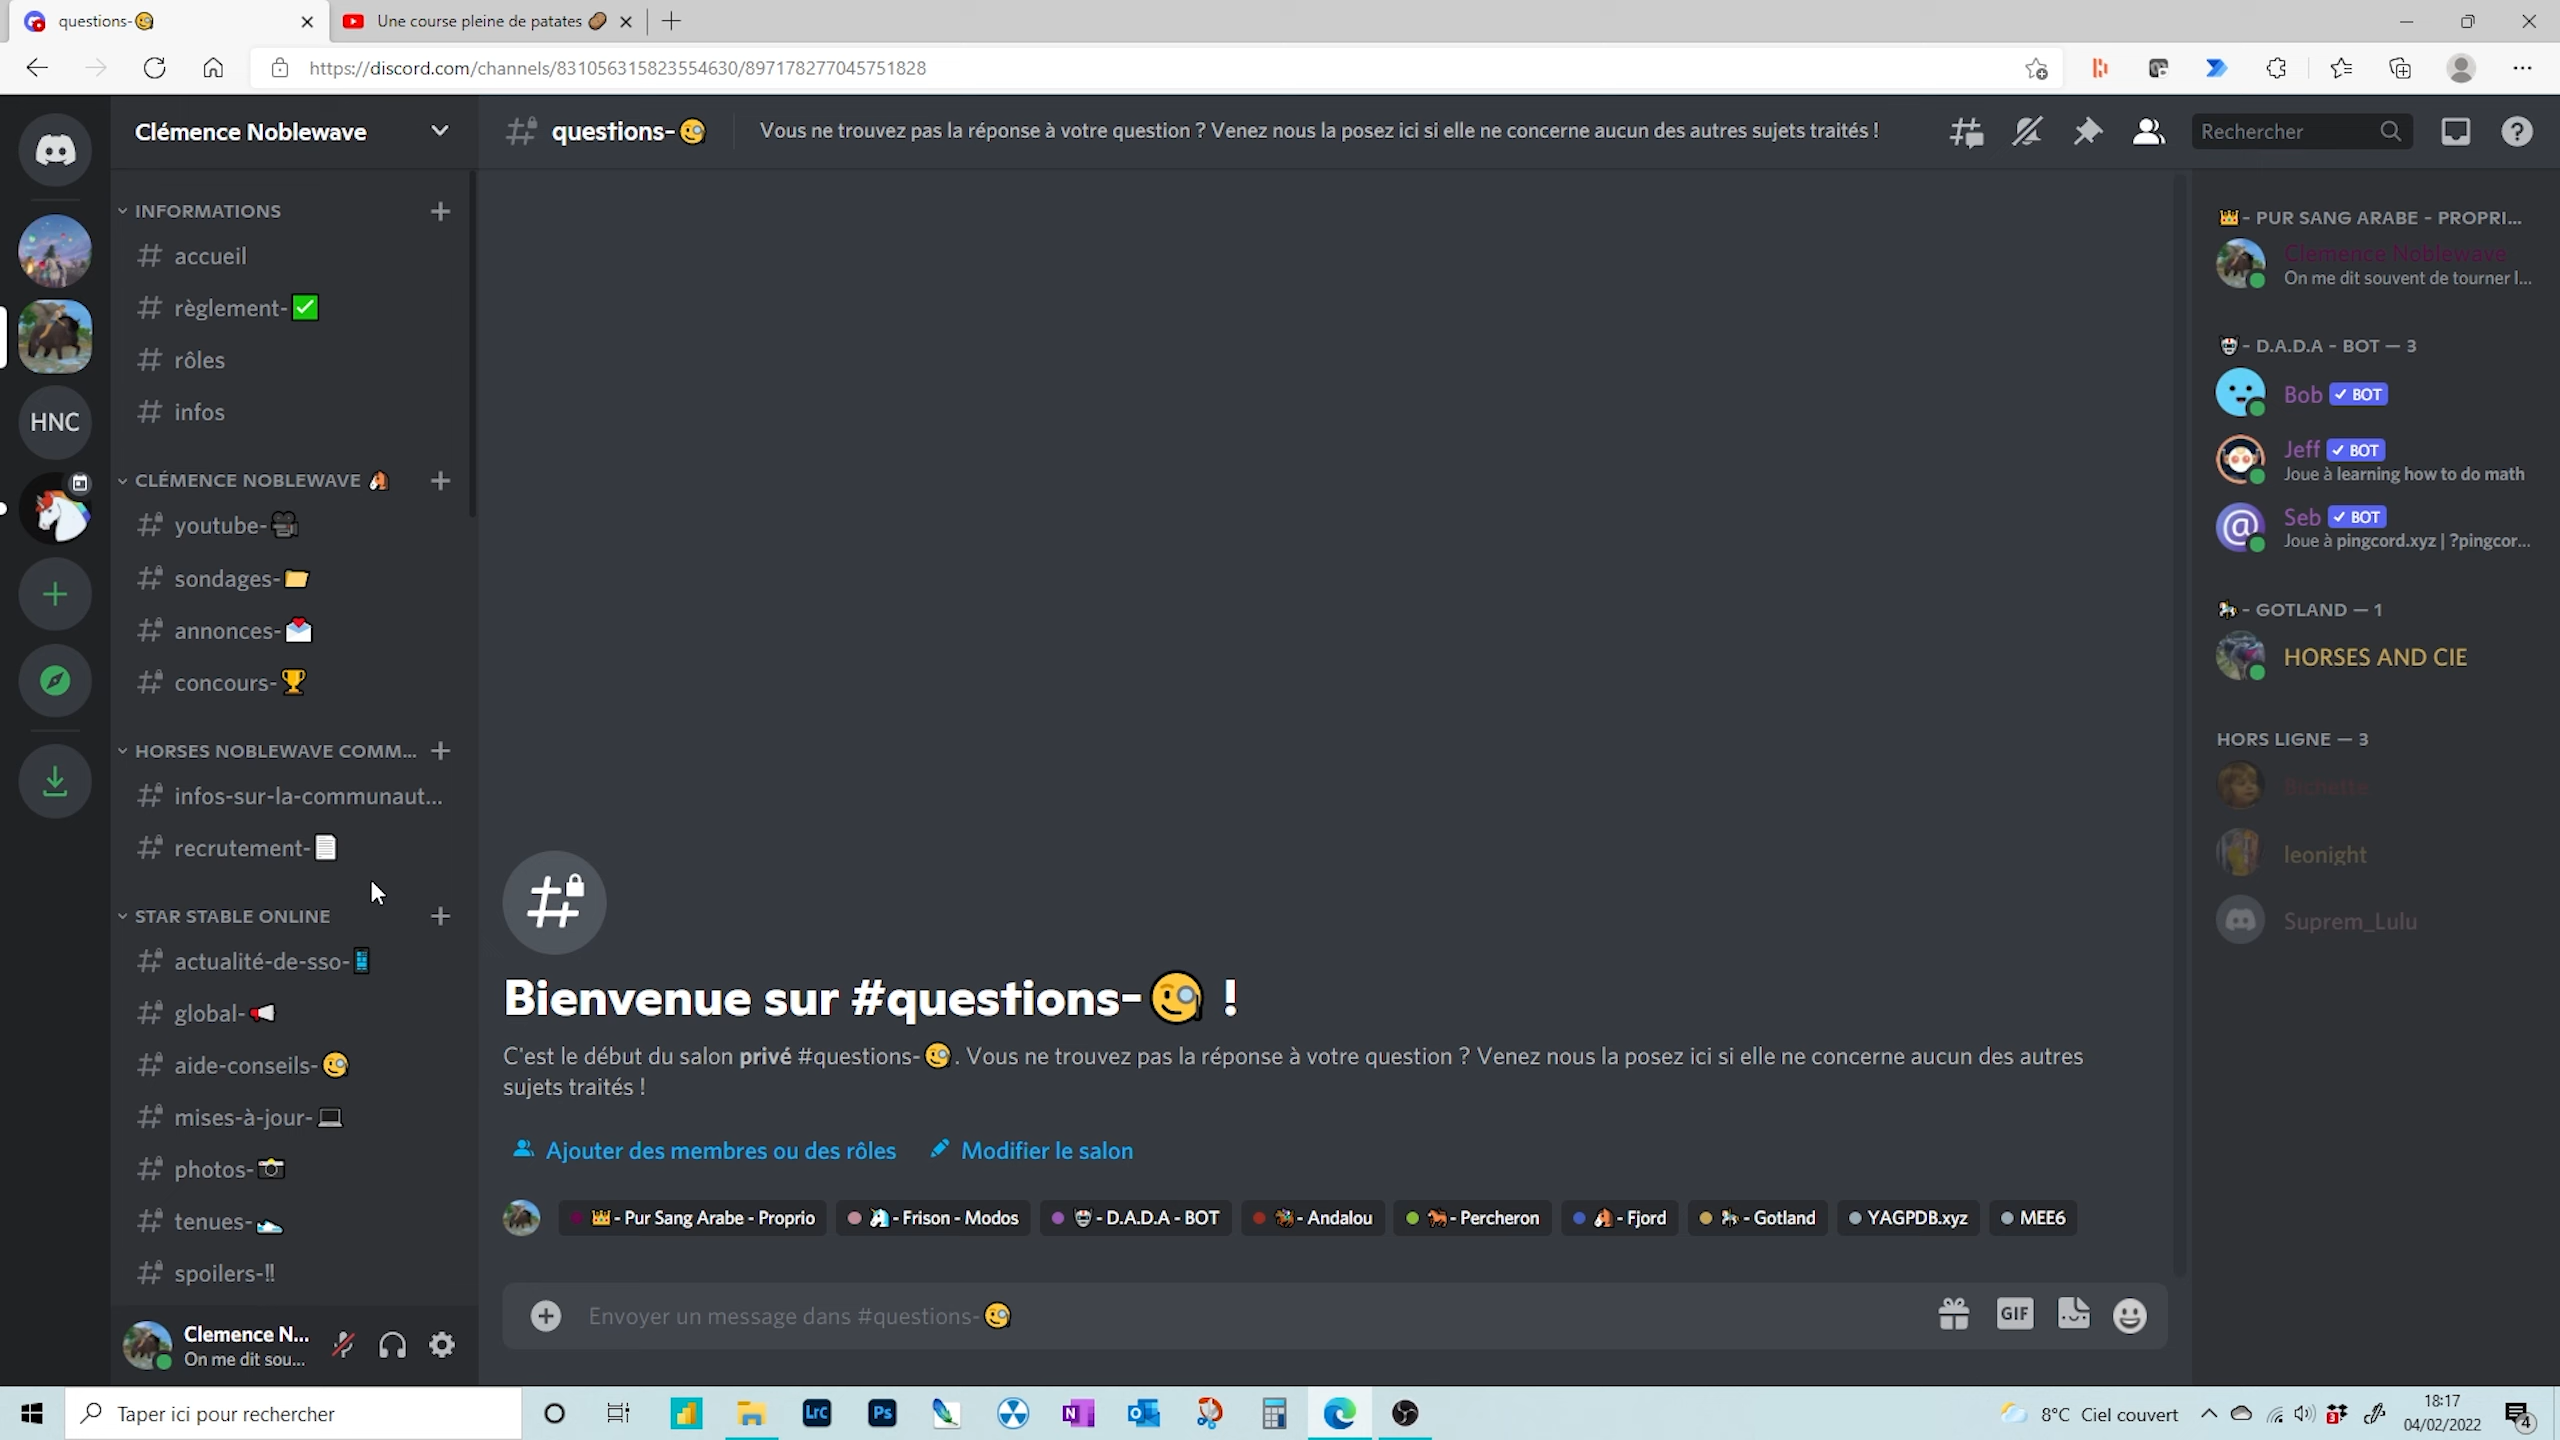 questions-🧐
Une course pleine de patates 🥔
https://discord.com/channels/831056315823554630/897178277045751828
Clémence Noblewave
questions-🧐
Vous ne trouvez pas la réponse à votre question ? Venez nous la posez ici si elle ne concerne aucun des autres sujets traités !
Rechercher
INFORMATIONS
accueil
règlement-✅
rôles
infos
HNC
CLÉMENCE NOBLEWAVE 🐴
youtube-🎥
sondages-📁
annonces-💌
concours-🏆
HORSES NOBLEWAVE COMM...
infos-sur-la-communaut...
recrutement-📄
STAR STABLE ONLINE
actualité-de-sso-📱
global-📢
aide-conseils-🧐
mises-à-jour-💻
photos-📷
tenues-👟
spoilers-‼
Clemence N...
On me dit sou...
Bienvenue sur #questions-🧐 !
C'est le début du salon privé #questions-🧐. Vous ne trouvez pas la réponse à votre question ? Venez nous la posez ici si elle ne concerne aucun des autres
sujets traités !
Ajouter des membres ou des rôles
Modifier le salon
👑 - Pur Sang Arabe - Proprio
🦄 - Frison - Modos
🤖 - D.A.D.A - BOT
🏇 - Andalou
🐎 - Percheron
🐴 - Fjord
🎠 - Gotland
YAGPDB.xyz
MEE6
Envoyer un message dans #questions-🧐
GIF
👑 - PUR SANG ARABE - PROPRI...
Clemence Noblewave
On me dit souvent de tourner l...
🤖 - D.A.D.A - BOT — 3
Bob ✓ BOT
Jeff ✓ BOT
Joue à learning how to do math
Seb ✓ BOT
Joue à pingcord.xyz | ?pingcor...
🎠 - GOTLAND — 1
HORSES AND CIE
HORS LIGNE — 3
Bichette
leonight
Suprem_Lulu
Taper ici pour rechercher
LrC
Ps
N
8°C Ciel couvert
3
18:17
04/02/2022
4